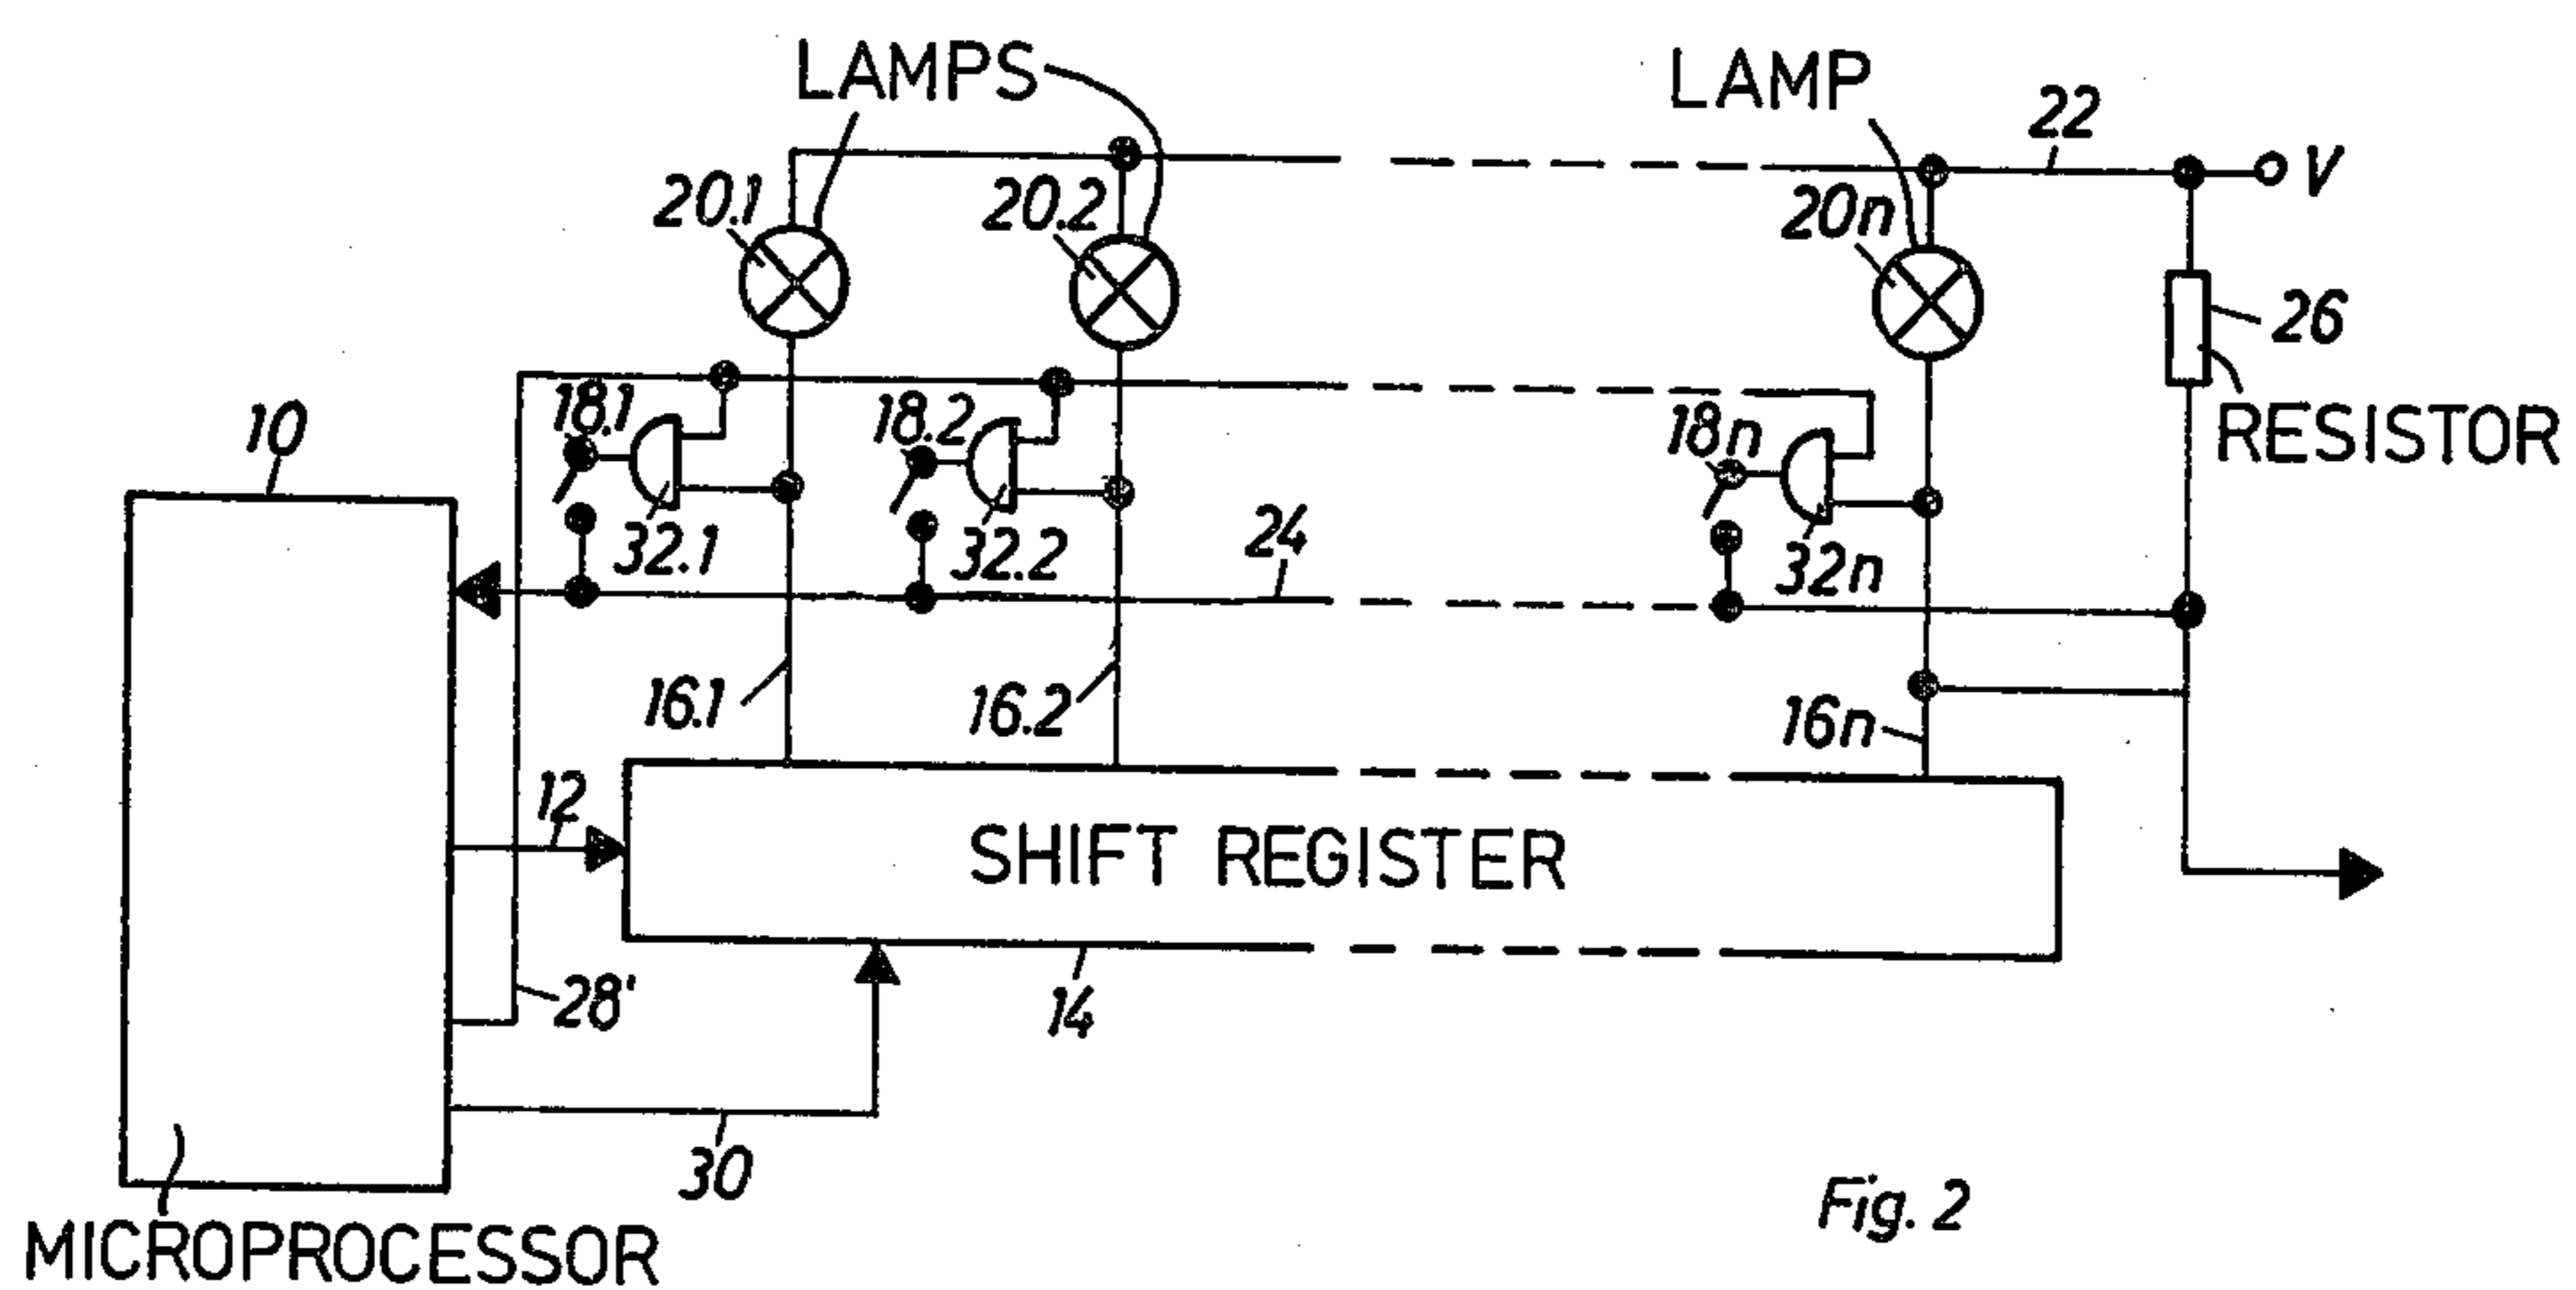 LAMPS
LAMP
22
V
20.1
20.2
20n
26
RESISTOR
10
18.1
18.2
18n
32.1
32.2
24
32n
16.1
16.2
16n
12
SHIFT REGISTER
28'
14
30
Fig. 2
MICROPROCESSOR